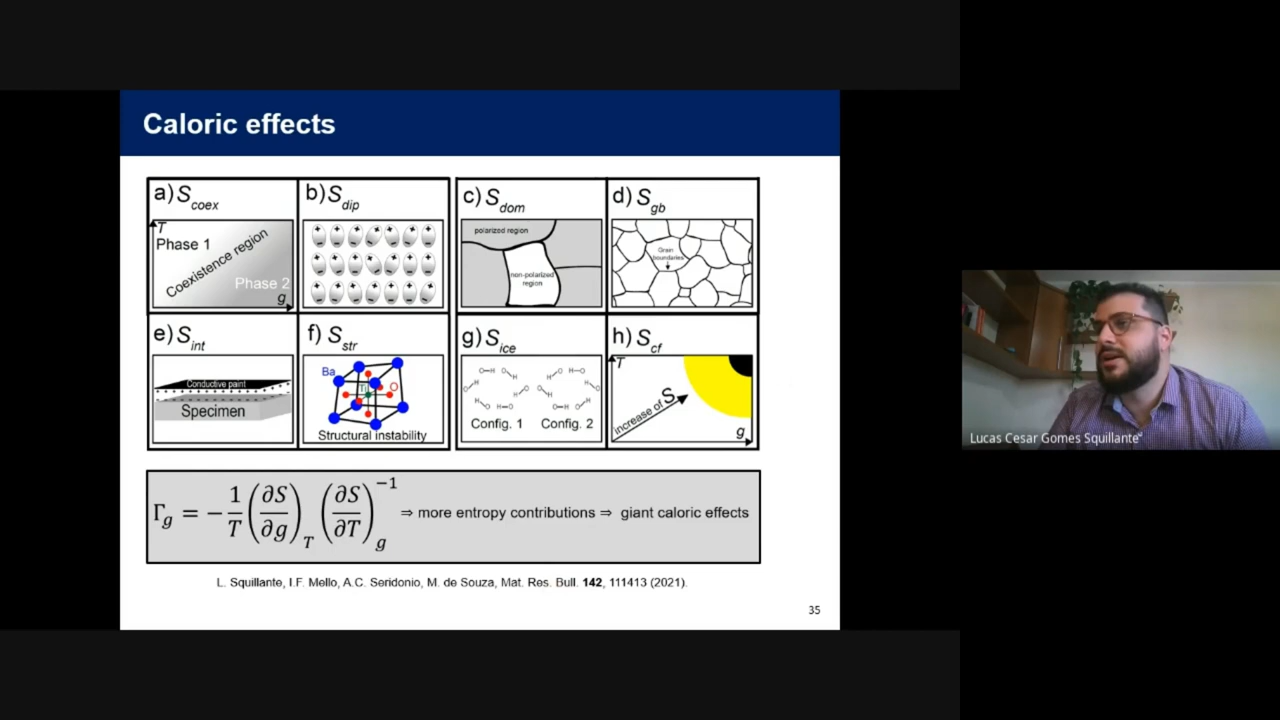 Caloric effects
a) S_coex
T
Phase 1
Coexistence region
Phase 2
g
b) S_dip
c) S_dom
polarized region
non-polarized
region
d) S_gb
Grain
boundaries
e) S_int
Conductive paint
Specimen
f) S_str
Ba
Ti
O
Structural instability
g) S_ice
Config. 1
Config. 2
h) S_cf
T
increase of S
g
Γ_g = −1/T (∂S/∂g)_T (∂S/∂T)_g^−1 ⇒ more entropy contributions ⇒ giant caloric effects
L. Squillante, I.F. Mello, A.C. Seridonio, M. de Souza, Mat. Res. Bull. 142, 111413 (2021).
35
Lucas Cesar Gomes Squillante"